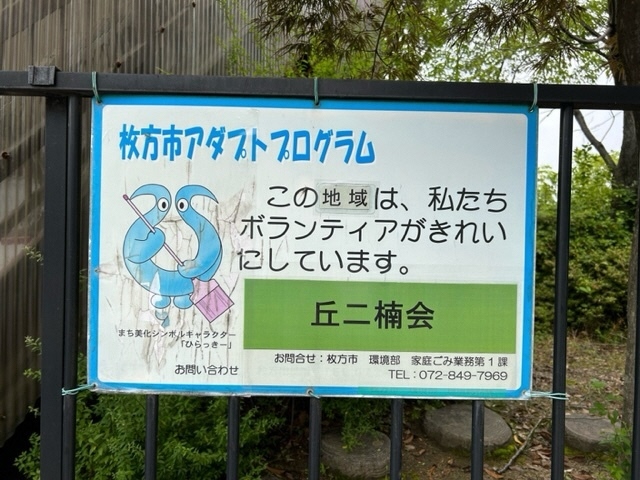 枚方市アダプトプログラム
この地域は、私たち
ボランティアがきれい
にしています。
丘二楠会
まち美化シンボルキャラクター
「ひらっきー」
お問い合わせ
お問合せ：枚方市　環境部　家庭ごみ業務第1課
TEL：072-849-7969